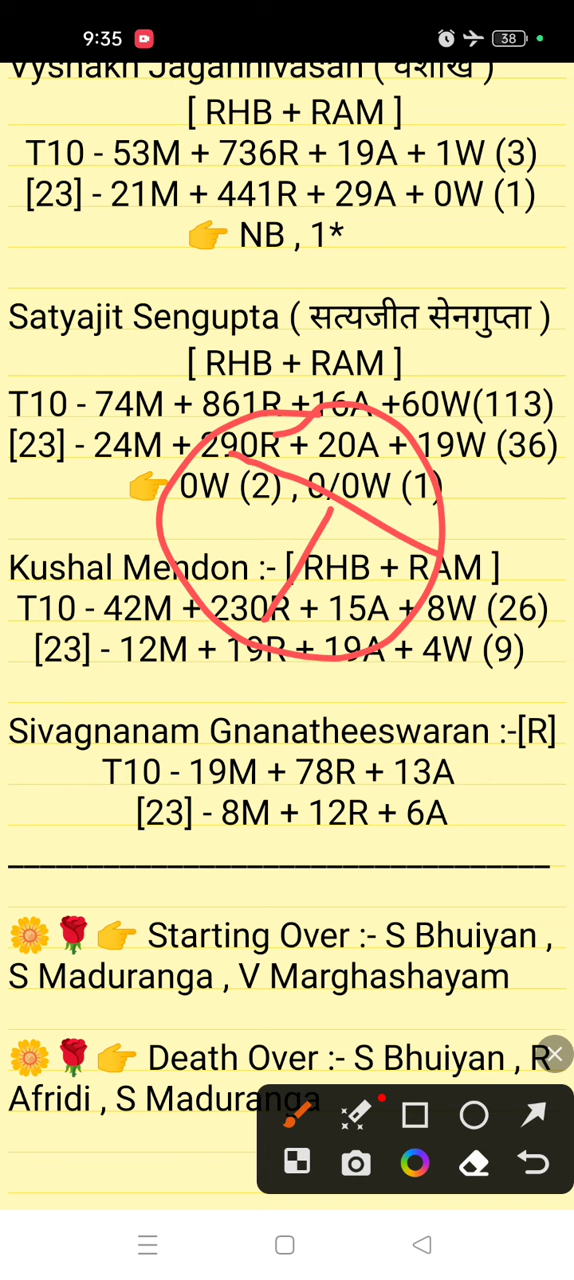 9:35
38
Vyshakh Jagannivasan ( वैशाख )
[ RHB + RAM ]
T10 - 53M + 736R + 19A + 1W (3)
[23] - 21M + 441R + 29A + 0W (1)
👉 NB , 1*
Satyajit Sengupta ( सत्यजीत सेनगुप्ता )
[ RHB + RAM ]
T10 - 74M + 861R +16A +60W(113)
[23] - 24M + 290R + 20A + 19W (36)
👉 0W (2) , 0/0W (1)
Kushal Mendon :- [ RHB + RAM ]
T10 - 42M + 230R + 15A + 8W (26)
[23] - 12M + 19R + 19A + 4W (9)
Sivagnanam Gnanatheeswaran :-[R]
T10 - 19M + 78R + 13A
[23] - 8M + 12R + 6A
🌼🌹👉 Starting Over :- S Bhuiyan ,
S Maduranga , V Marghashayam
🌼🌹👉 Death Over :- S Bhuiyan , R
Afridi , S Maduranga